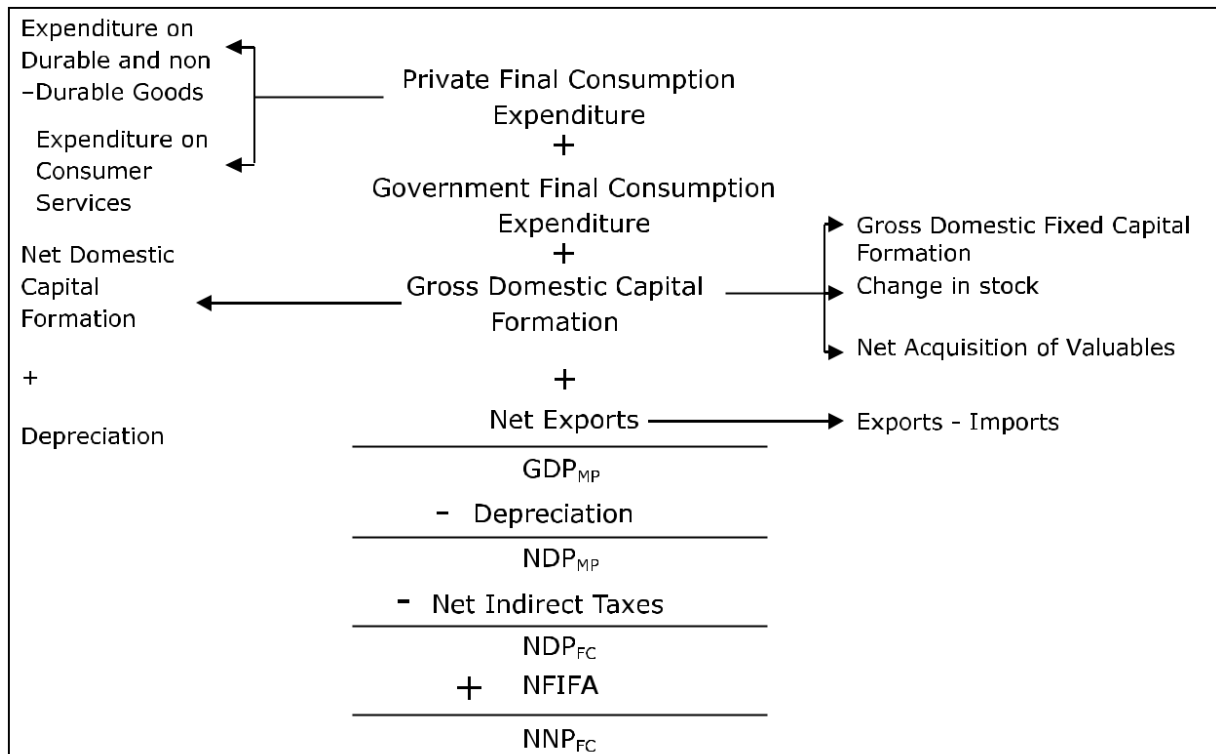 Expenditure on
Durable and non
–Durable Goods
Expenditure on
Consumer
Services
Private Final Consumption
Expenditure
+
Government Final Consumption
Expenditure
+
Net Domestic
Capital
Formation
+
Depreciation
Gross Domestic Capital
Formation
Gross Domestic Fixed Capital
Formation
Change in stock
Net Acquisition of Valuables
+
Net Exports
Exports - Imports
GDPMP
- Depreciation
NDPMP
- Net Indirect Taxes
NDPFC
+ NFIFA
NNPFC